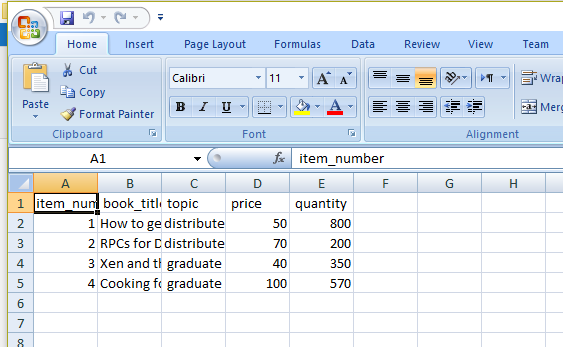 Home Insert Page Layout Formulas Data Review View Team
Cut
Copy
Format Painter
Paste
Clipboard
Calibri 11 A A
B I U A
Font
Wrap
Merg
Alignment
A1 fx item_number
A B C D E F G H
1 item_num book_title topic price quantity
2 1 How to ge distribute 50 800
3 2 RPCs for D distribute 70 200
4 3 Xen and th graduate 40 350
5 4 Cooking fo graduate 100 570
6
7
8